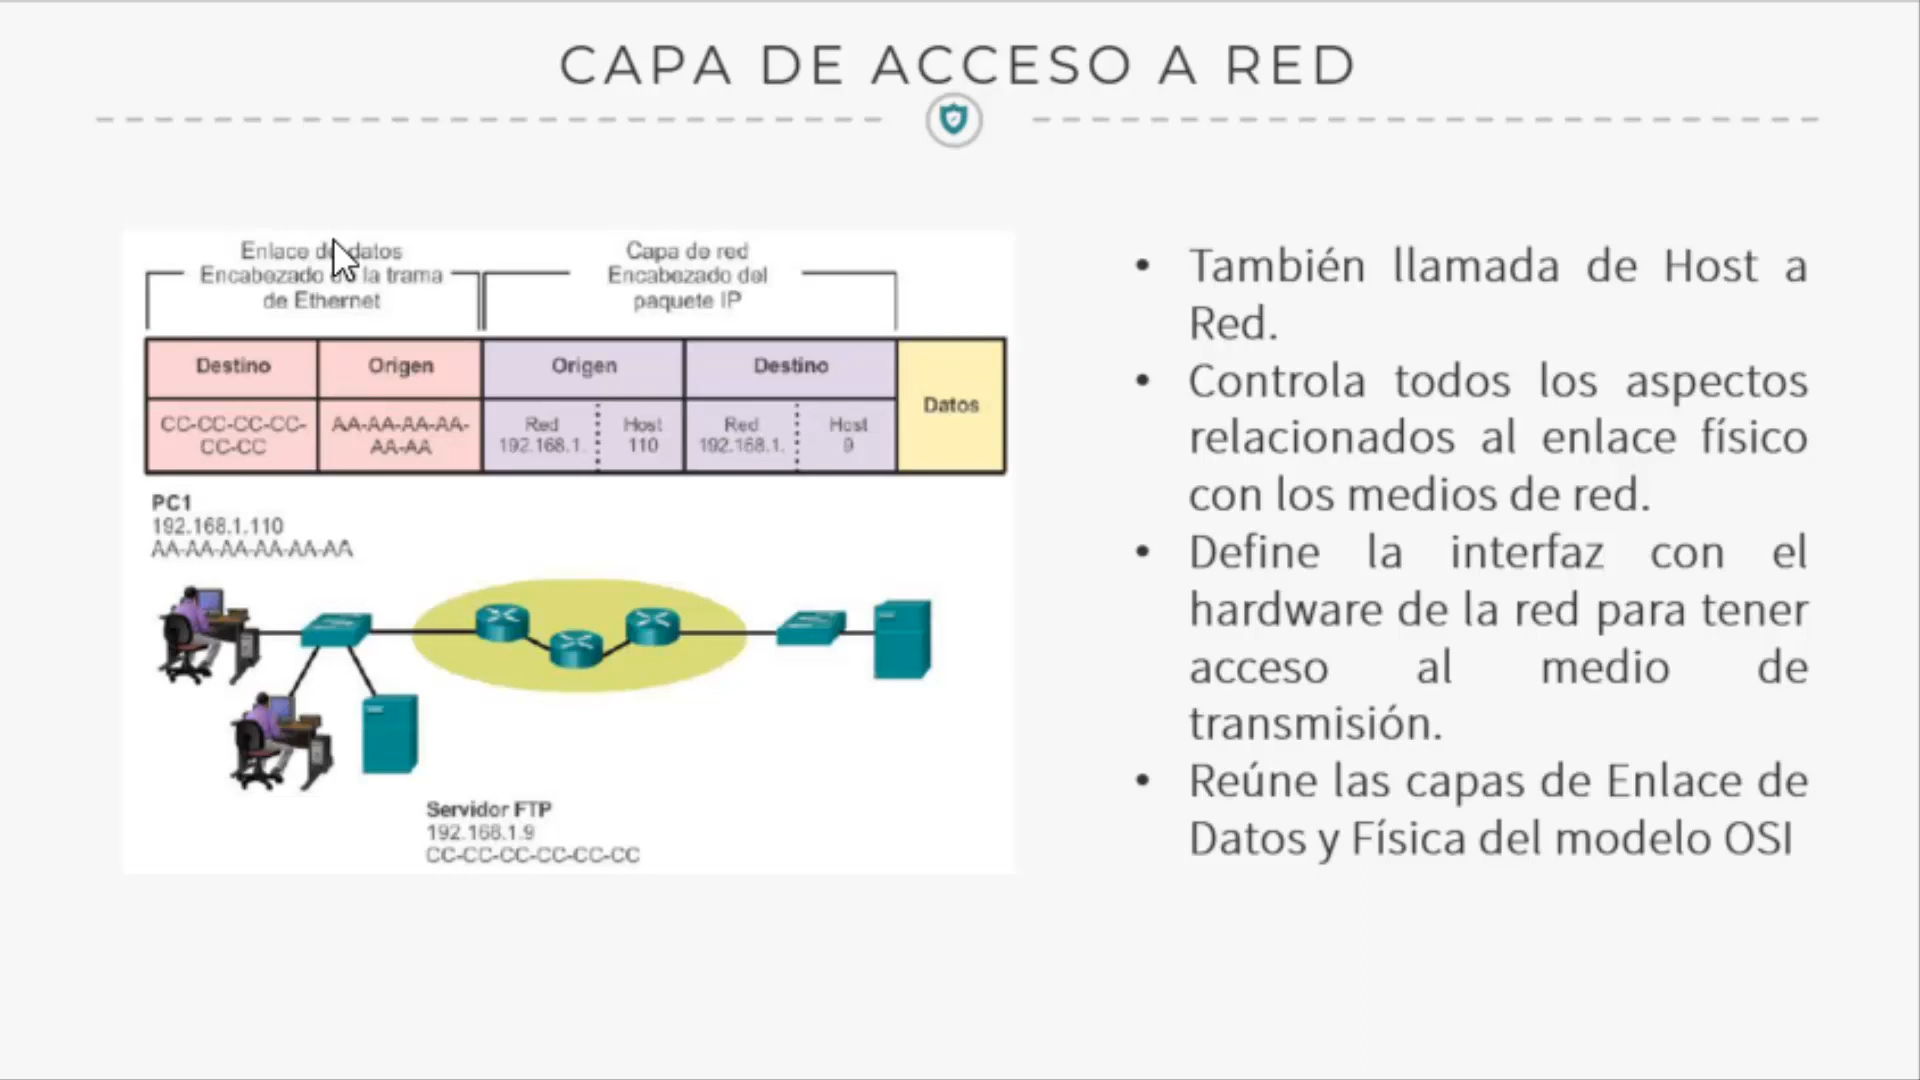 CAPA DE ACCESO A RED
Enlace de datos
Encabezado de la trama
de Ethernet
Capa de red
Encabezado del
paquete IP
Destino
Origen
Origen
Destino
Datos
CC-CC-CC-CC-
CC-CC
AA-AA-AA-AA-
AA-AA
Red
192.168.1.
Host
110
Red
192.168.1.
Host
9
PC1
192.168.1.110
AA-AA-AA-AA-AA-AA
Servidor FTP
192.168.1.9
CC-CC-CC-CC-CC-CC
• También llamada de Host a
Red.
• Controla todos los aspectos
relacionados al enlace físico
con los medios de red.
• Define la interfaz con el
hardware de la red para tener
acceso al medio de
transmisión.
• Reúne las capas de Enlace de
Datos y Física del modelo OSI